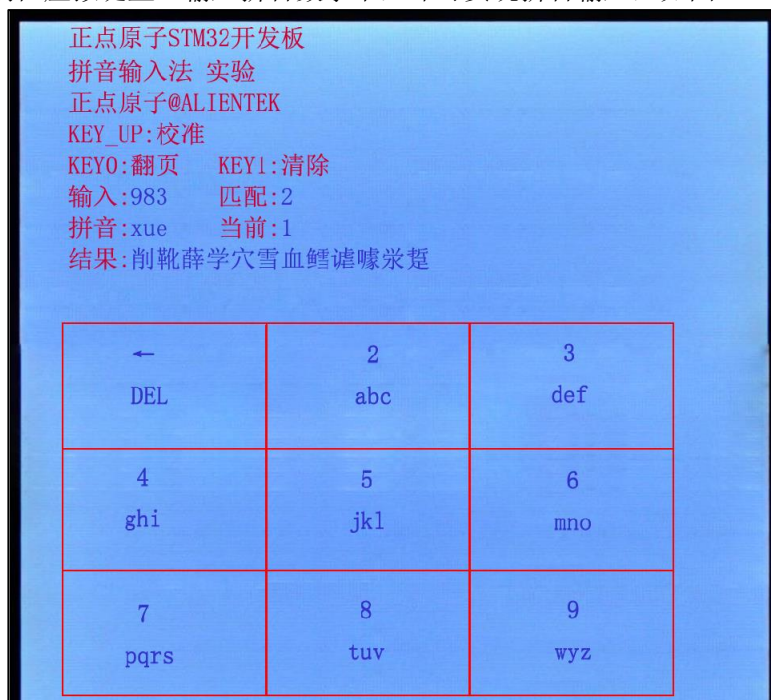 正点原子STM32开发板
拼音输入法 实验
正点原子@ALIENTEK
KEY_UP:校准
KEY0:翻页 KEY1:清除
输入:983 匹配:2
拼音:xue 当前:1
结果:削靴薛学穴雪血鳕谑噱泶踅
← 2 3
DEL abc def
4 5 6
ghi jkl mno
7 8 9
pqrs tuv wyz